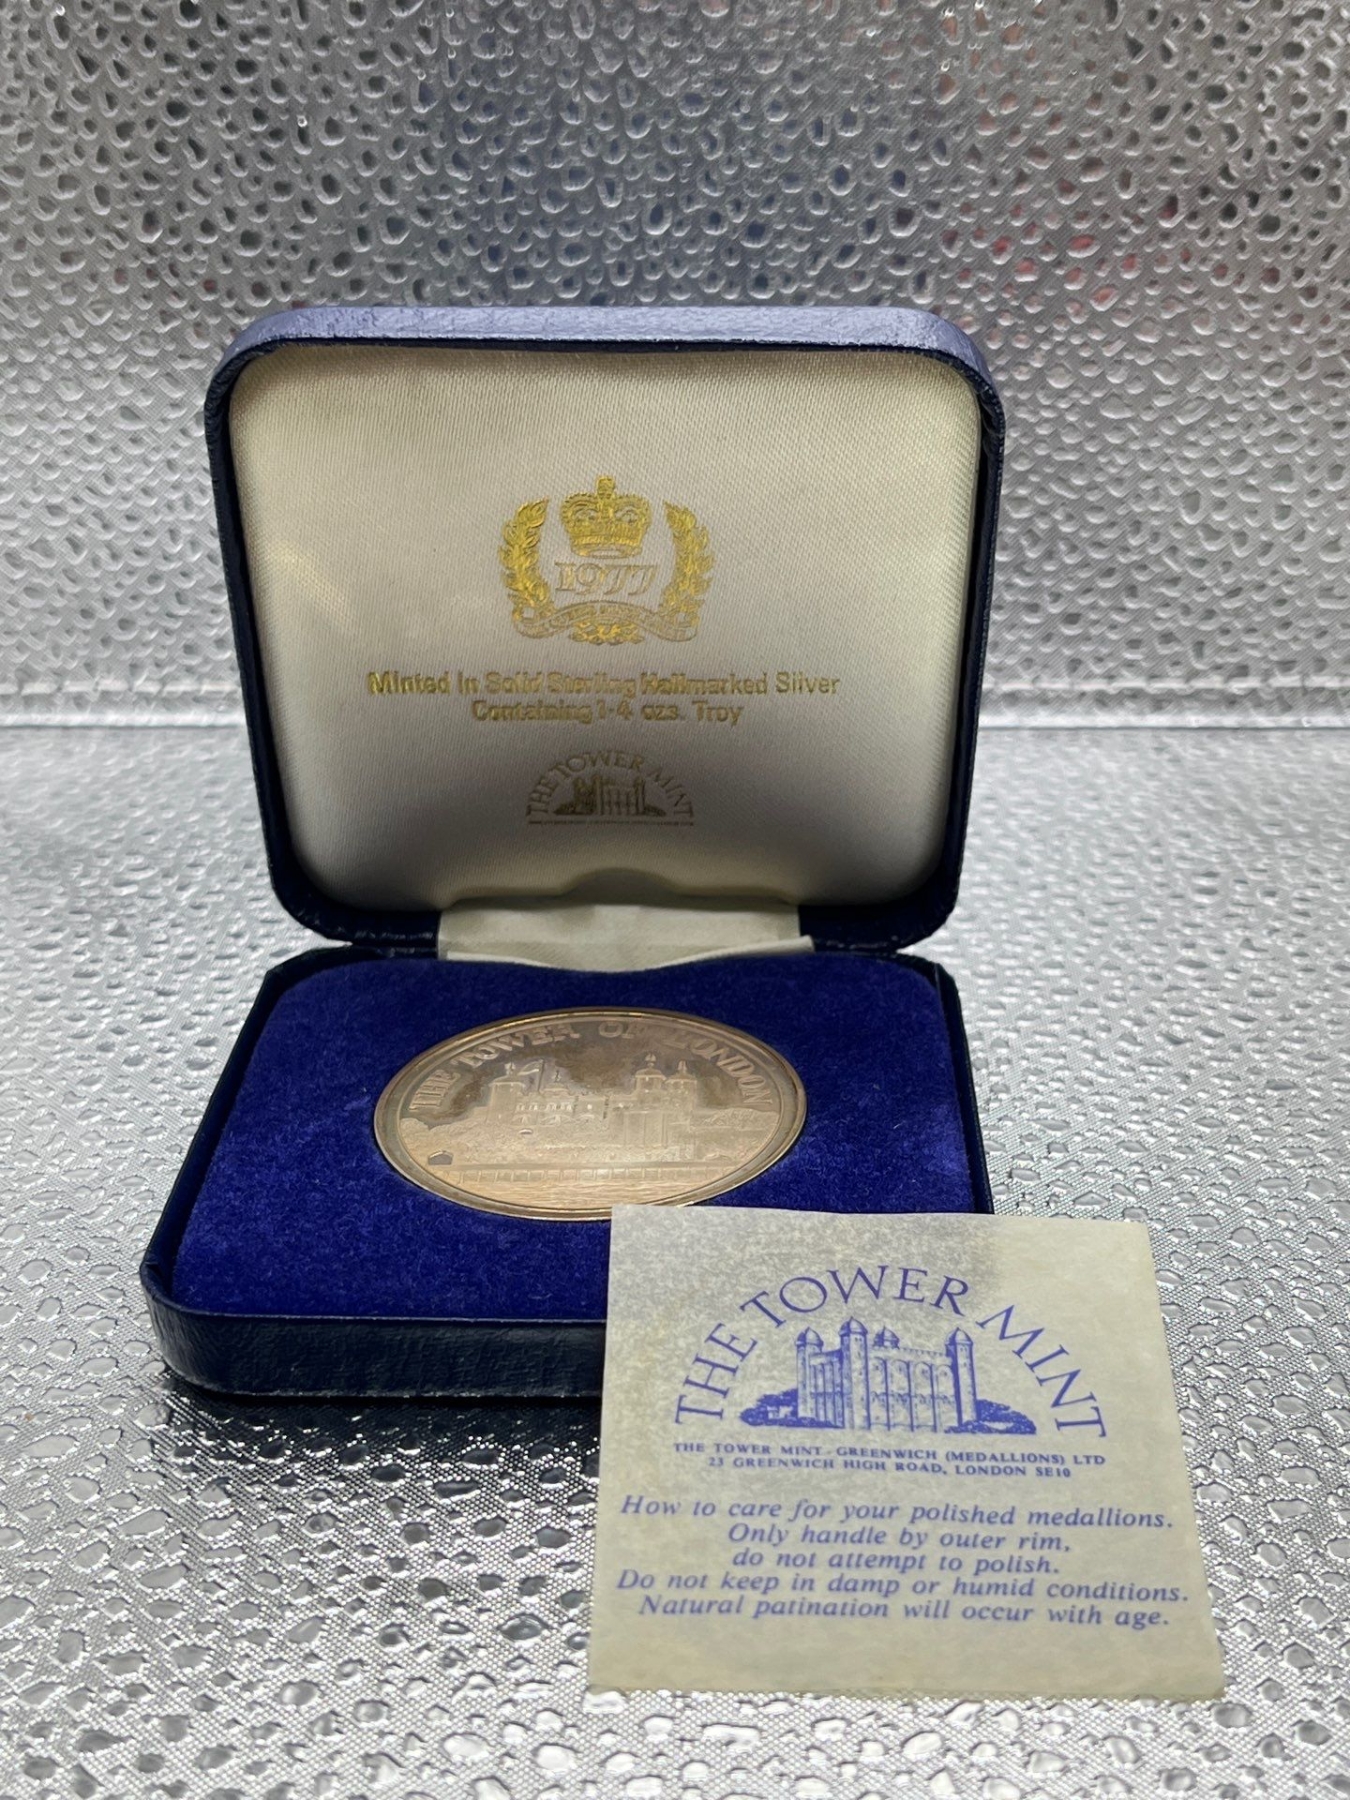 1977
Minted In Solid Sterling Hallmarked Silver
Containing 1·4 ozs. Troy
THE TOWER MINT
THE TOWER OF LONDON
THE TOWER MINT
THE TOWER MINT - GREENWICH (MEDALLIONS) LTD
23 GREENWICH HIGH ROAD, LONDON SE10
How to care for your polished medallions.
Only handle by outer rim,
do not attempt to polish.
Do not keep in damp or humid conditions.
Natural patination will occur with age.